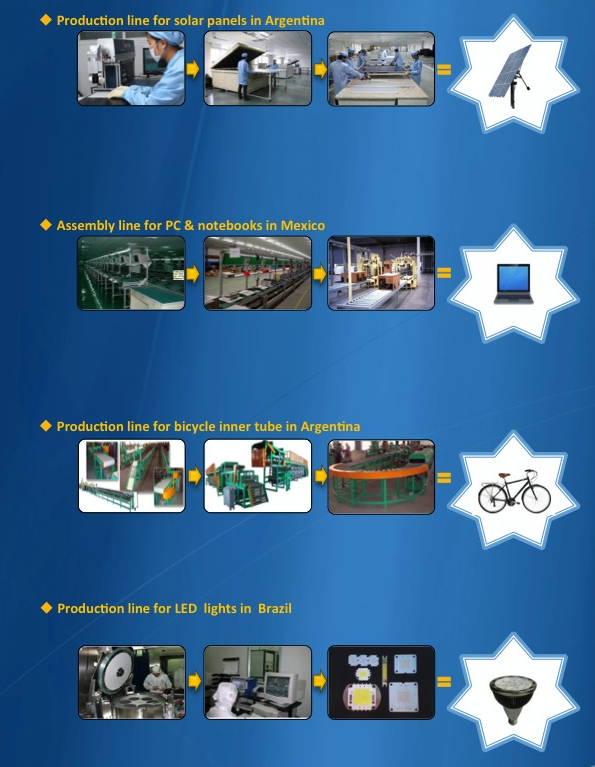 Production line for solar panels in Argentina
Assembly line for PC & notebooks in Mexico
Production line for bicycle inner tube in Argentina
Production line for LED lights in Brazil